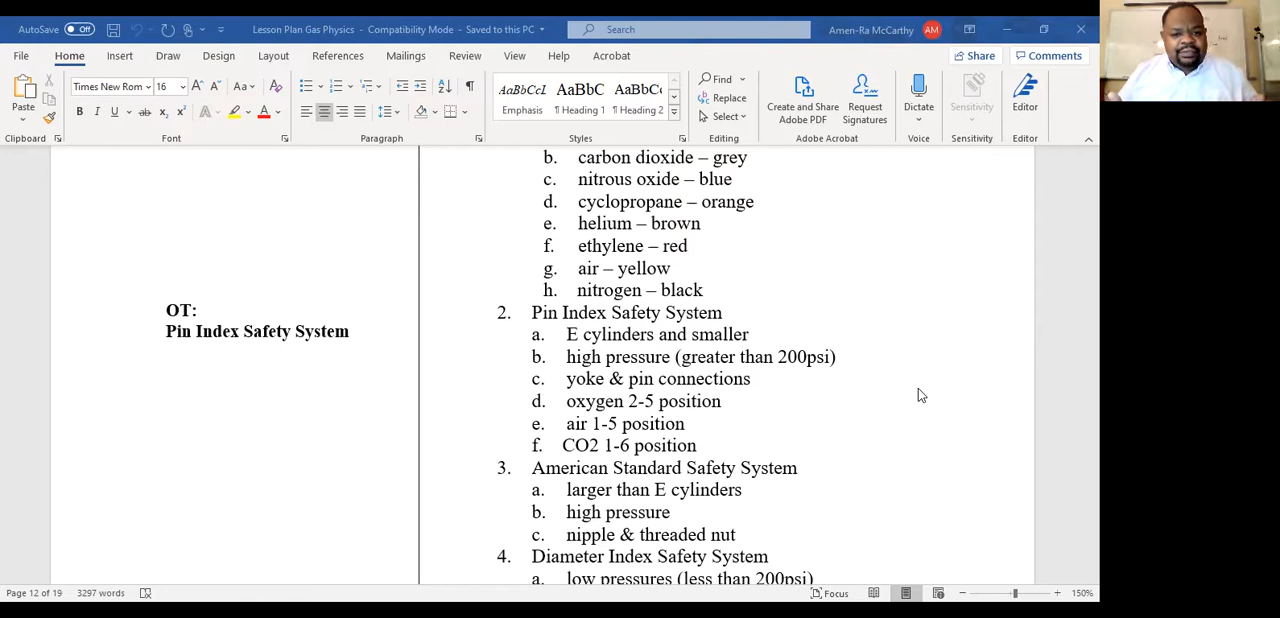 AutoSave Off Lesson Plan Gas Physics - Compatibility Mode - Saved to this PC Search Amen-Ra McCarthy AM
File Home Insert Draw Design Layout References Mailings Review View Help Acrobat Share Comments
Paste Times New Rom 16 Aa AaBbCcI AaBbC AaBbC Find Replace Select Create and Share Adobe PDF Request Signatures Dictate Sensitivity Editor
B I U ab x₂ x² A A Emphasis ¶ Heading 1 ¶ Heading 2
Clipboard Font Paragraph Styles Editing Adobe Acrobat Voice Sensitivity Editor
b. carbon dioxide – grey
c. nitrous oxide – blue
d. cyclopropane – orange
e. helium – brown
f. ethylene – red
g. air – yellow
h. nitrogen – black
OT:
Pin Index Safety System
2. Pin Index Safety System
a. E cylinders and smaller
b. high pressure (greater than 200psi)
c. yoke & pin connections
d. oxygen 2-5 position
e. air 1-5 position
f. CO2 1-6 position
3. American Standard Safety System
a. larger than E cylinders
b. high pressure
c. nipple & threaded nut
4. Diameter Index Safety System
a. low pressures (less than 200psi)
Page 12 of 19 3297 words Focus 150%